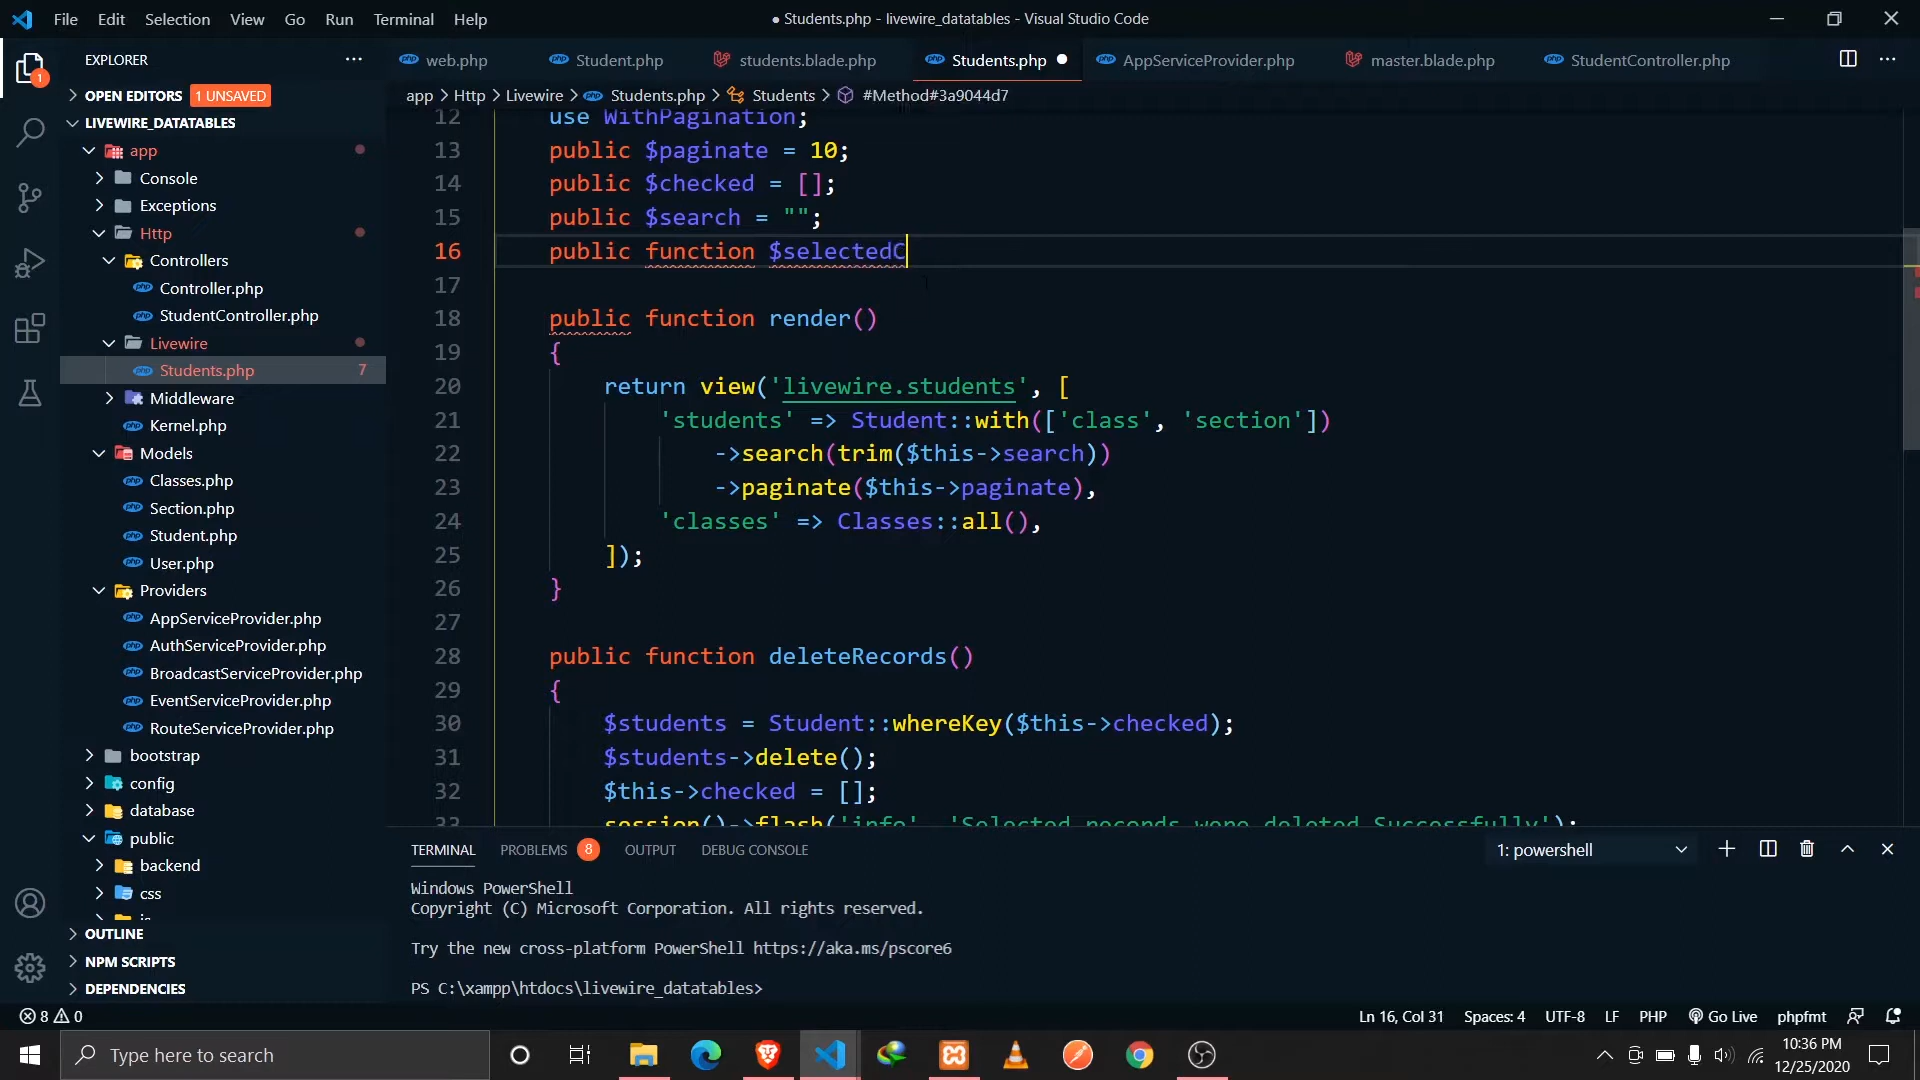 File Edit Selection View Go Run Terminal Help
● Students.php - livewire_datatables - Visual Studio Code
EXPLORER
web.php Student.php students.blade.php Students.php AppServiceProvider.php master.blade.php StudentController.php
1
OPEN EDITORS 1 UNSAVED
app > Http > Livewire > Students.php > Students > #Method#3a9044d7
LIVEWIRE_DATATABLES
app
Console
Exceptions
Http
Controllers
Controller.php
StudentController.php
Livewire
Students.php 7
Middleware
Kernel.php
Models
Classes.php
Section.php
Student.php
User.php
Providers
AppServiceProvider.php
AuthServiceProvider.php
BroadcastServiceProvider.php
EventServiceProvider.php
RouteServiceProvider.php
bootstrap
config
database
public
backend
css
OUTLINE
NPM SCRIPTS
DEPENDENCIES
12 use WithPagination;
13 public $paginate = 10;
14 public $checked = [];
15 public $search = "";
16 public function $selectedC
17
18 public function render()
19 {
20 return view('livewire.students', [
21 'students' => Student::with(['class', 'section'])
22 ->search(trim($this->search))
23 ->paginate($this->paginate),
24 'classes' => Classes::all(),
25 ]);
26 }
27
28 public function deleteRecords()
29 {
30 $students = Student::whereKey($this->checked);
31 $students->delete();
32 $this->checked = [];
33 session()->flash('info', 'Selected records were deleted Successfully');
TERMINAL PROBLEMS 8 OUTPUT DEBUG CONSOLE 1: powershell
Windows PowerShell
Copyright (C) Microsoft Corporation. All rights reserved.
Try the new cross-platform PowerShell https://aka.ms/pscore6
PS C:\xampp\htdocs\livewire_datatables>
8 0 Ln 16, Col 31 Spaces: 4 UTF-8 LF PHP Go Live phpfmt
Type here to search
10:36 PM
12/25/2020